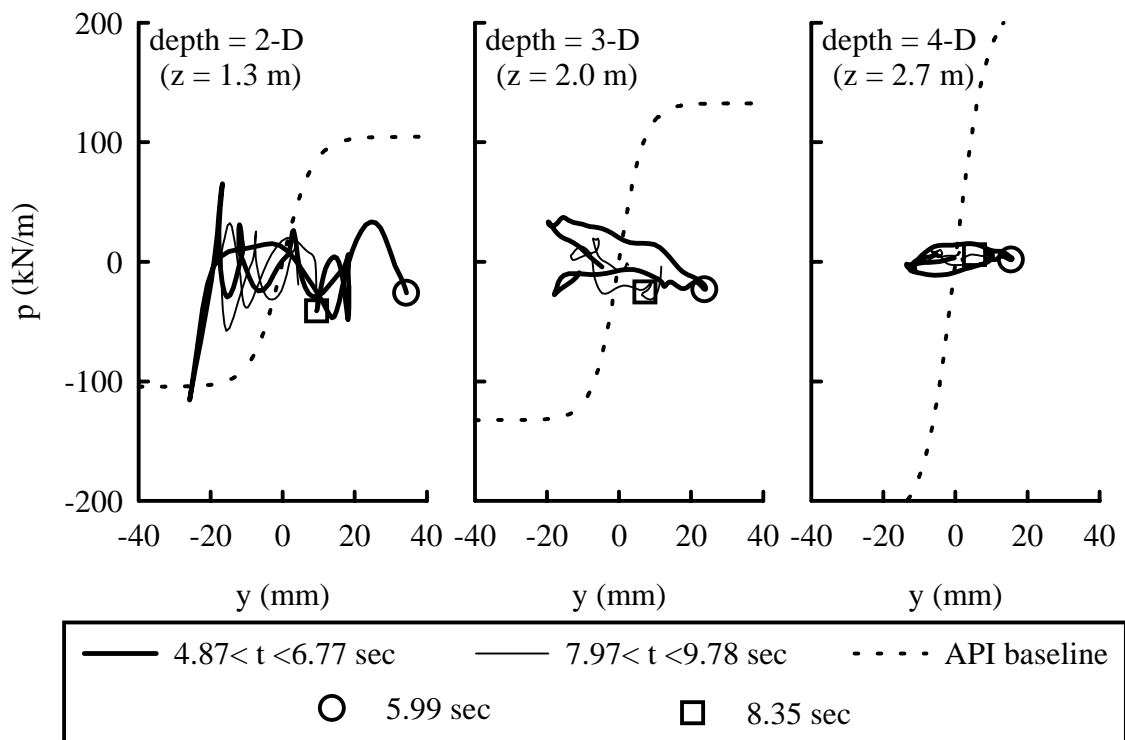 200
100
0
-100
-200
p (kN/m)
depth = 2-D
(z = 1.3 m)
depth = 3-D
(z = 2.0 m)
depth = 4-D
(z = 2.7 m)
-40 -20 0 20 40
-40 -20 0 20 40
-40 -20 0 20 40
y (mm)
y (mm)
y (mm)
4.87< t <6.77 sec
7.97< t <9.78 sec
API baseline
5.99 sec
8.35 sec